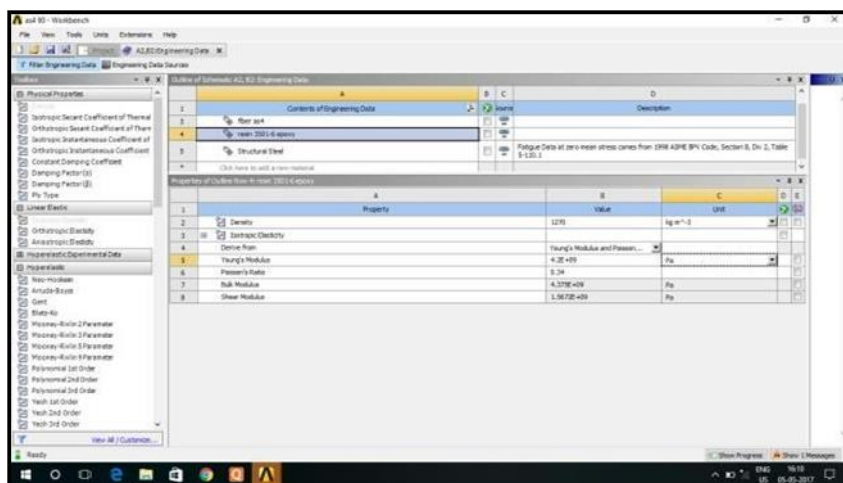 as4 90 - Workbench
File View Tools Units Extensions Help
Project A2,B2:Engineering Data
Filter Engineering Data Engineering Data Sources
Toolbox
Outline of Schematic A2, B2: Engineering Data
Physical Properties
Isotropic Secant Coefficient of Thermal
Orthotropic Secant Coefficient of Therm
Isotropic Instantaneous Coefficient of
Orthotropic Instantaneous Coefficient
Constant Damping Coefficient
Damping Factor (α)
Damping Factor (β)
Ply Type
Linear Elastic
Orthotropic Elasticity
Anisotropic Elasticity
Hyperelastic Experimental Data
Hyperelastic
Neo-Hookean
Arruda-Boyce
Gent
Blatz-Ko
Mooney-Rivlin 2 Parameter
Mooney-Rivlin 3 Parameter
Mooney-Rivlin 5 Parameter
Mooney-Rivlin 9 Parameter
Polynomial 1st Order
Polynomial 2nd Order
Polynomial 3rd Order
Yeoh 1st Order
Yeoh 2nd Order
Yeoh 3rd Order
View All / Customize...
A B C D
1 Contents of Engineering Data Source Description
3 fiber as4
4 resin 3501-6 epoxy
5 Structural Steel Fatigue Data at zero mean stress comes from 1998 ASME BPV Code, Section 8, Div 2, Table 5-110.1
* Click here to add a new material
Properties of Outline Row 4: resin 3501-6 epoxy
A B C D E
1 Property Value Unit
2 Density 1270 kg m^-3
3 Isotropic Elasticity
4 Derive from Young's Modulus and Poisson...
5 Young's Modulus 4.2E+09 Pa
6 Poisson's Ratio 0.34
7 Bulk Modulus 4.375E+09 Pa
8 Shear Modulus 1.5672E+09 Pa
Ready
Show Progress Show 1 Messages
ENG 16:10
US 05-05-2017